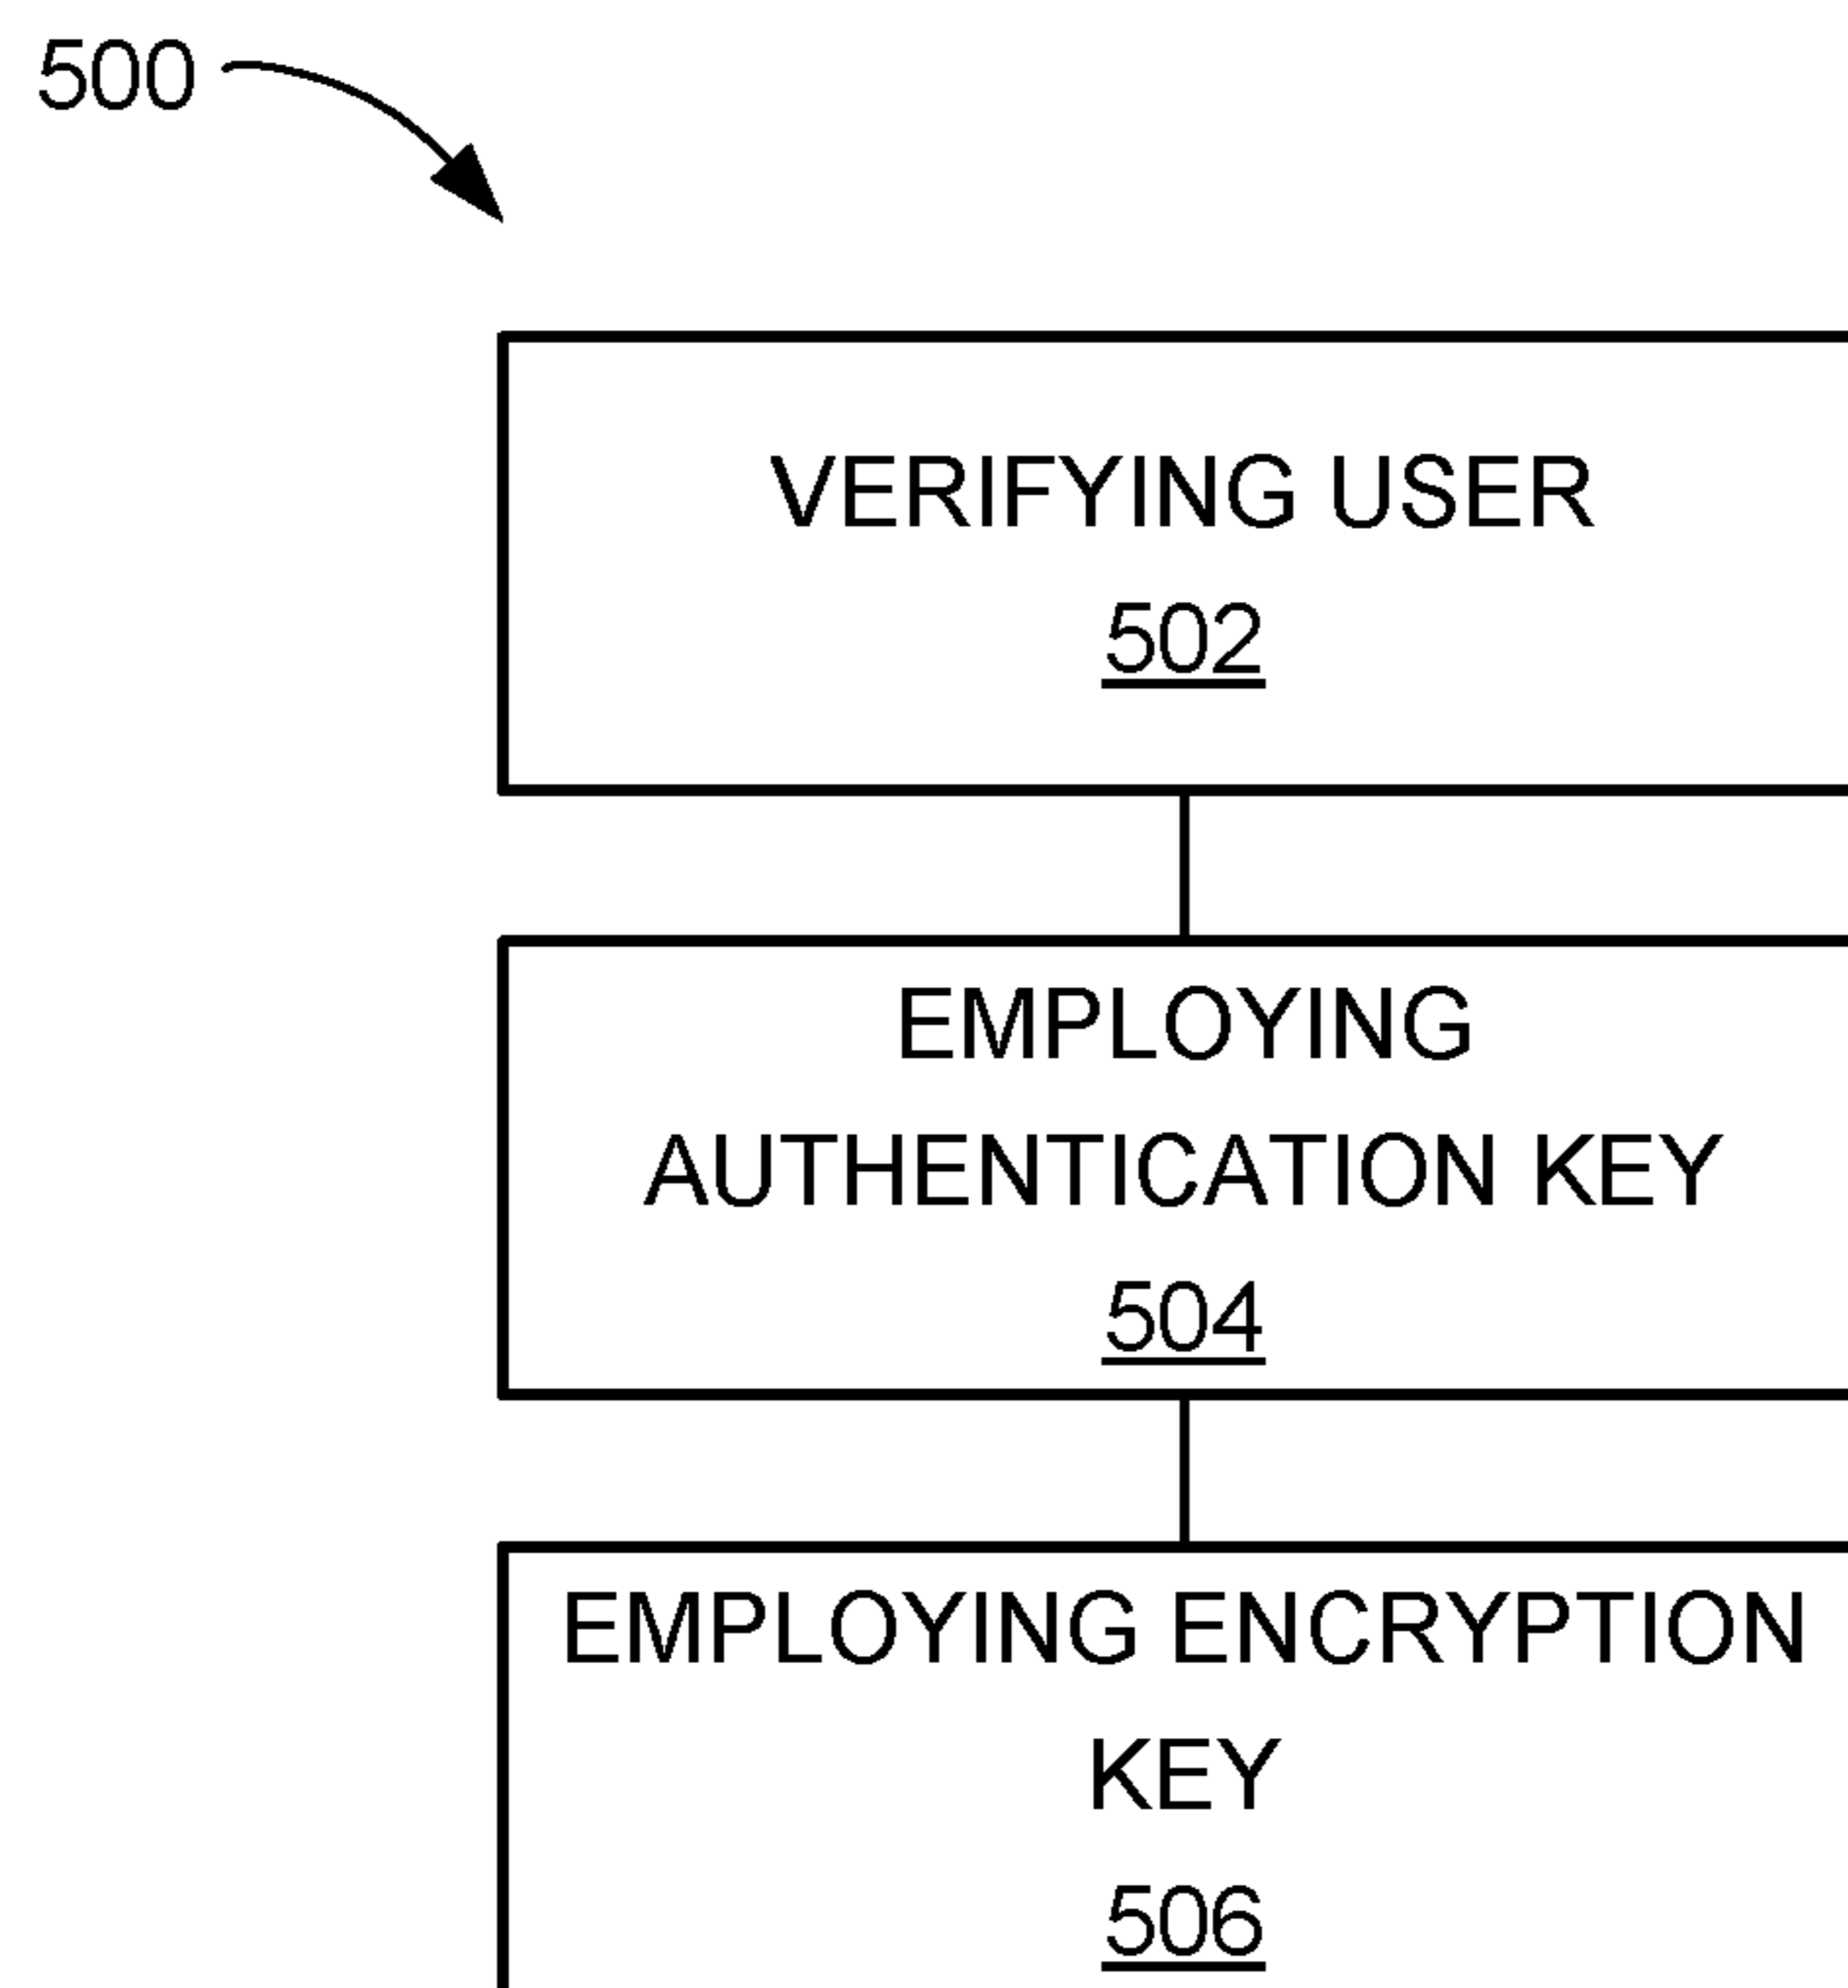 500
VERIFYING USER
502
EMPLOYING
AUTHENTICATION KEY
504
EMPLOYING ENCRYPTION
KEY
506